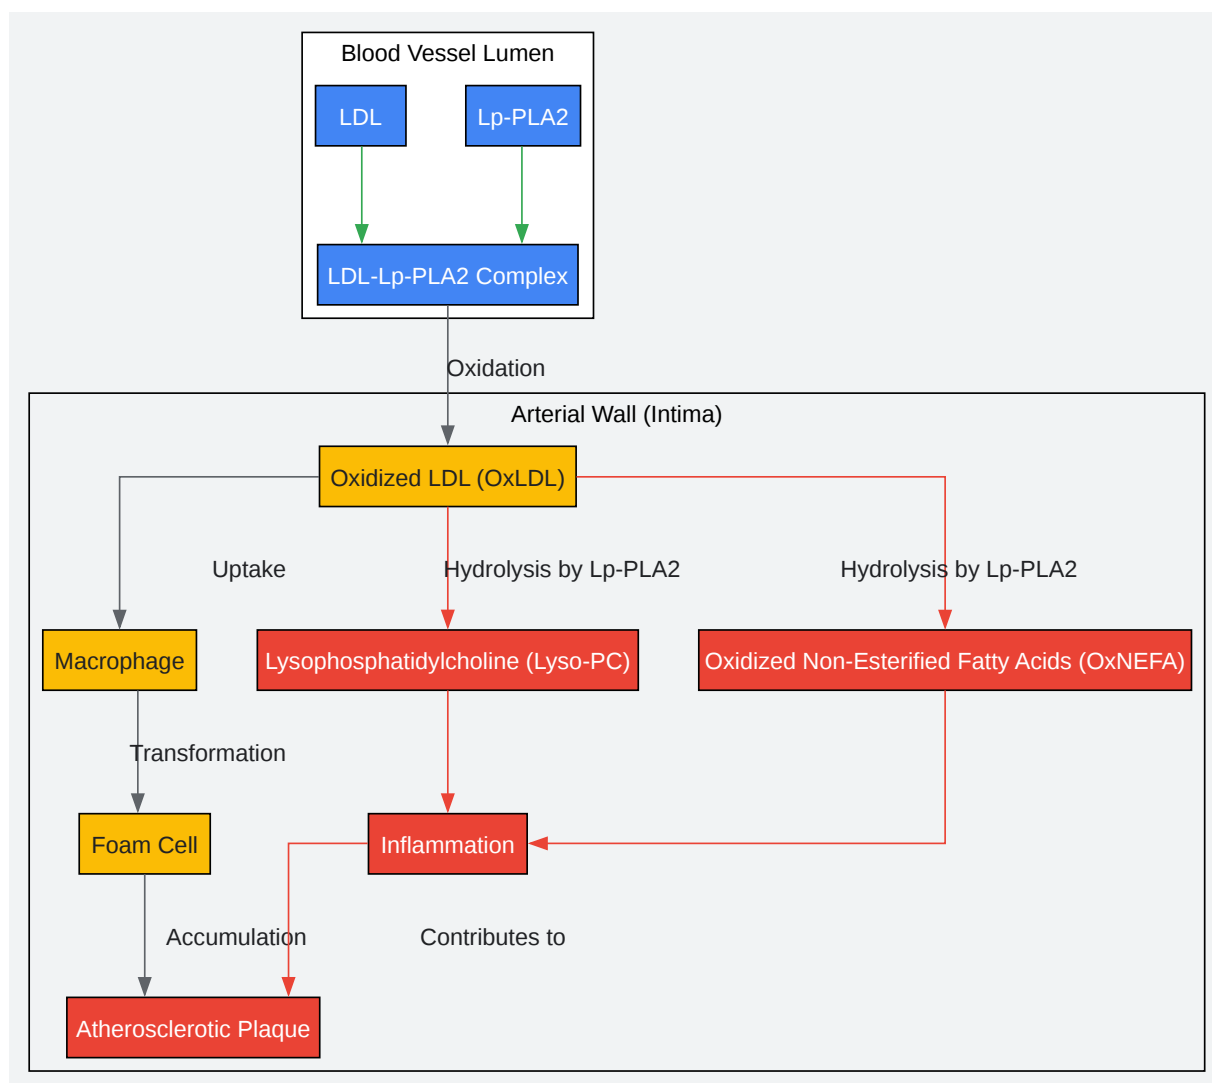 Blood Vessel Lumen
LDL
Lp-PLA2
LDL-Lp-PLA2 Complex
Oxidation
Arterial Wall (Intima)
Oxidized LDL (OxLDL)
Uptake
Hydrolysis by Lp-PLA2
Hydrolysis by Lp-PLA2
Macrophage
Lysophosphatidylcholine (Lyso-PC)
Oxidized Non-Esterified Fatty Acids (OxNEFA)
Transformation
Foam Cell
Inflammation
Accumulation
Contributes to
Atherosclerotic Plaque